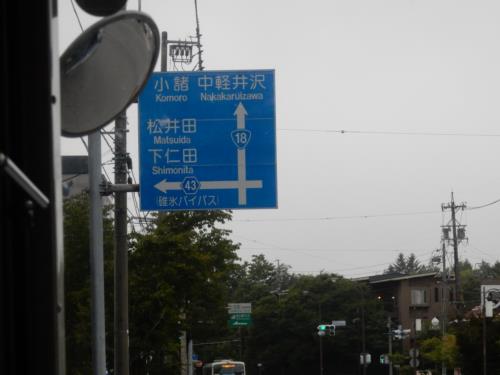 小諸 中軽井沢
Komoro Nakakaruizawa
松井田
Matsuida
18
下仁田
Shimonita
43
(碓氷バイパス)